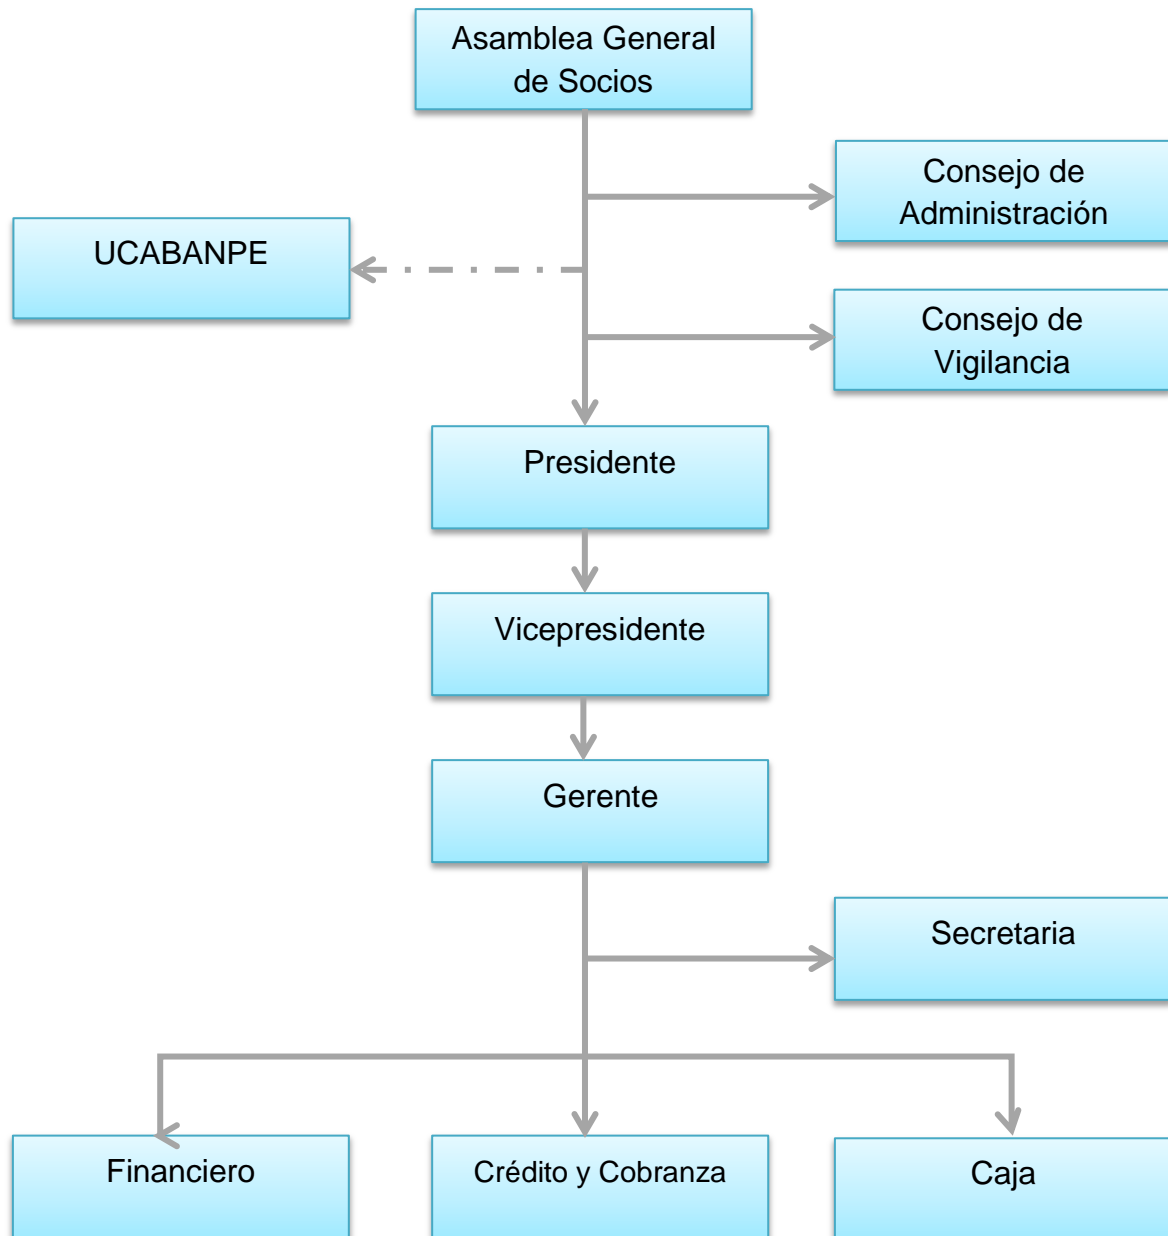 Asamblea General
de Socios
Consejo de
Administración
UCABANPE
Consejo de
Vigilancia
Presidente
Vicepresidente
Gerente
Secretaria
Financiero
Crédito y Cobranza
Caja